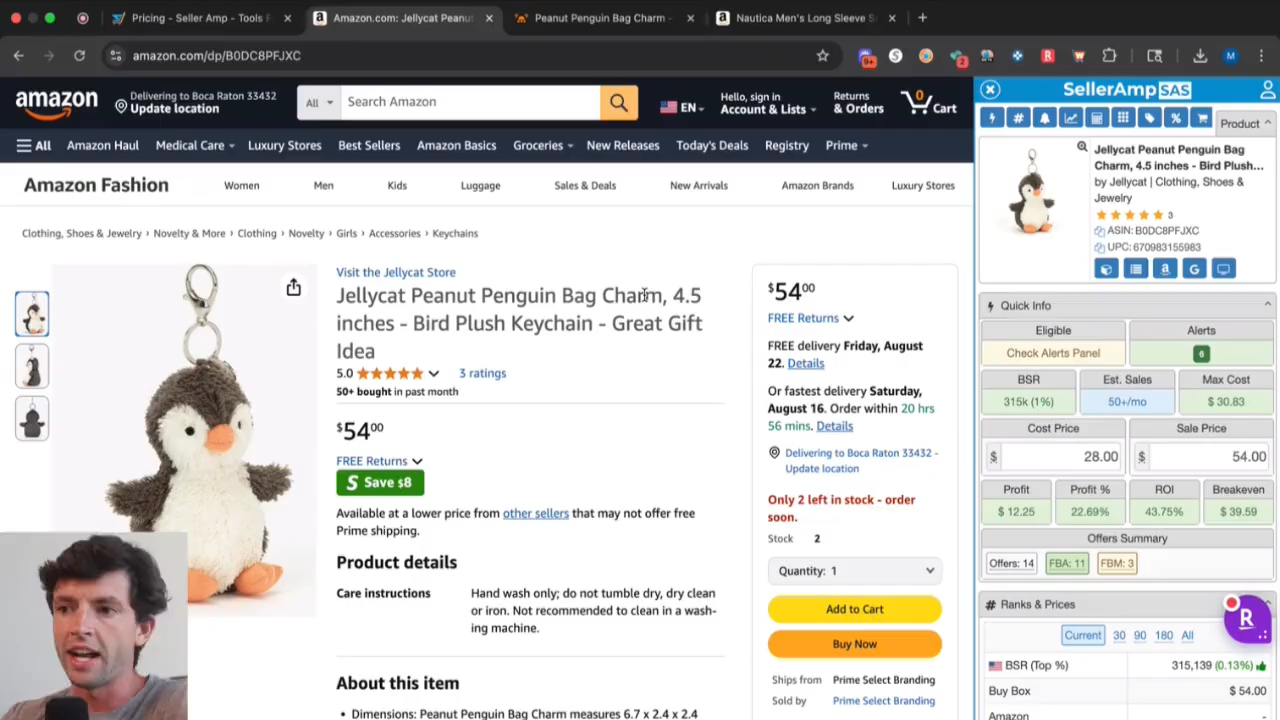 Pricing - Seller Amp - Tools F
Amazon.com: Jellycat Peanut
Peanut Penguin Bag Charm -
Nautica Men's Long Sleeve S
amazon.com/dp/B0DC8PFJXC
9+
S
2
R
M
amazon
Delivering to Boca Raton 33432
Update location
All
Search Amazon
EN
Hello, sign in
Account & Lists
Returns
& Orders
0
Cart
All
Amazon Haul
Medical Care
Luxury Stores
Best Sellers
Amazon Basics
Groceries
New Releases
Today's Deals
Registry
Prime
Amazon Fashion
Women
Men
Kids
Luggage
Sales & Deals
New Arrivals
Amazon Brands
Luxury Stores
Clothing, Shoes & Jewelry › Novelty & More › Clothing › Novelty › Girls › Accessories › Keychains
Visit the Jellycat Store
Jellycat Peanut Penguin Bag Charm, 4.5
inches - Bird Plush Keychain - Great Gift
Idea
5.0
3 ratings
50+ bought in past month
$54 00
FREE Returns
S Save $8
Available at a lower price from other sellers that may not offer free
Prime shipping.
Product details
Care instructions
Hand wash only; do not tumble dry, dry clean
or iron. Not recommended to clean in a wash-
ing machine.
About this item
• Dimensions: Peanut Penguin Bag Charm measures 6.7 x 2.4 x 2.4
$54 00
FREE Returns
FREE delivery Friday, August
22. Details
Or fastest delivery Saturday,
August 16. Order within 20 hrs
56 mins. Details
Delivering to Boca Raton 33432 -
Update location
Only 2 left in stock - order
soon.
Stock 2
Quantity: 1
Add to Cart
Buy Now
Ships from Prime Select Branding
Sold by Prime Select Branding
SellerAmp SAS
Product
Jellycat Peanut Penguin Bag
Charm, 4.5 inches - Bird Plush...
by Jellycat | Clothing, Shoes &
Jewelry
3
ASIN: B0DC8PFJXC
UPC: 670983155983
Quick Info
Eligible
Alerts
Check Alerts Panel
6
BSR
Est. Sales
Max Cost
315k (1%)
50+/mo
$ 30.83
Cost Price
Sale Price
$ 28.00
$ 54.00
Profit
Profit %
ROI
Breakeven
$ 12.25
22.69%
43.75%
$ 39.59
Offers Summary
Offers: 14
FBA: 11
FBM: 3
# Ranks & Prices
R
Current
30
90
180
All
BSR (Top %)
315,139 (0.13%)
Buy Box
$ 54.00
Amazon
-